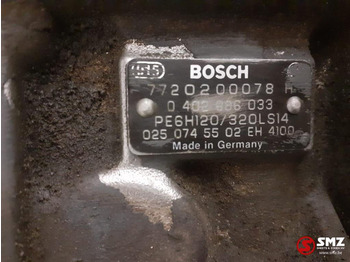 BOSCH
7720200078 H
0 402 696 033
PE6H120/320LS14
025 074 55 02 EH 4100
Made in Germany
SMZ